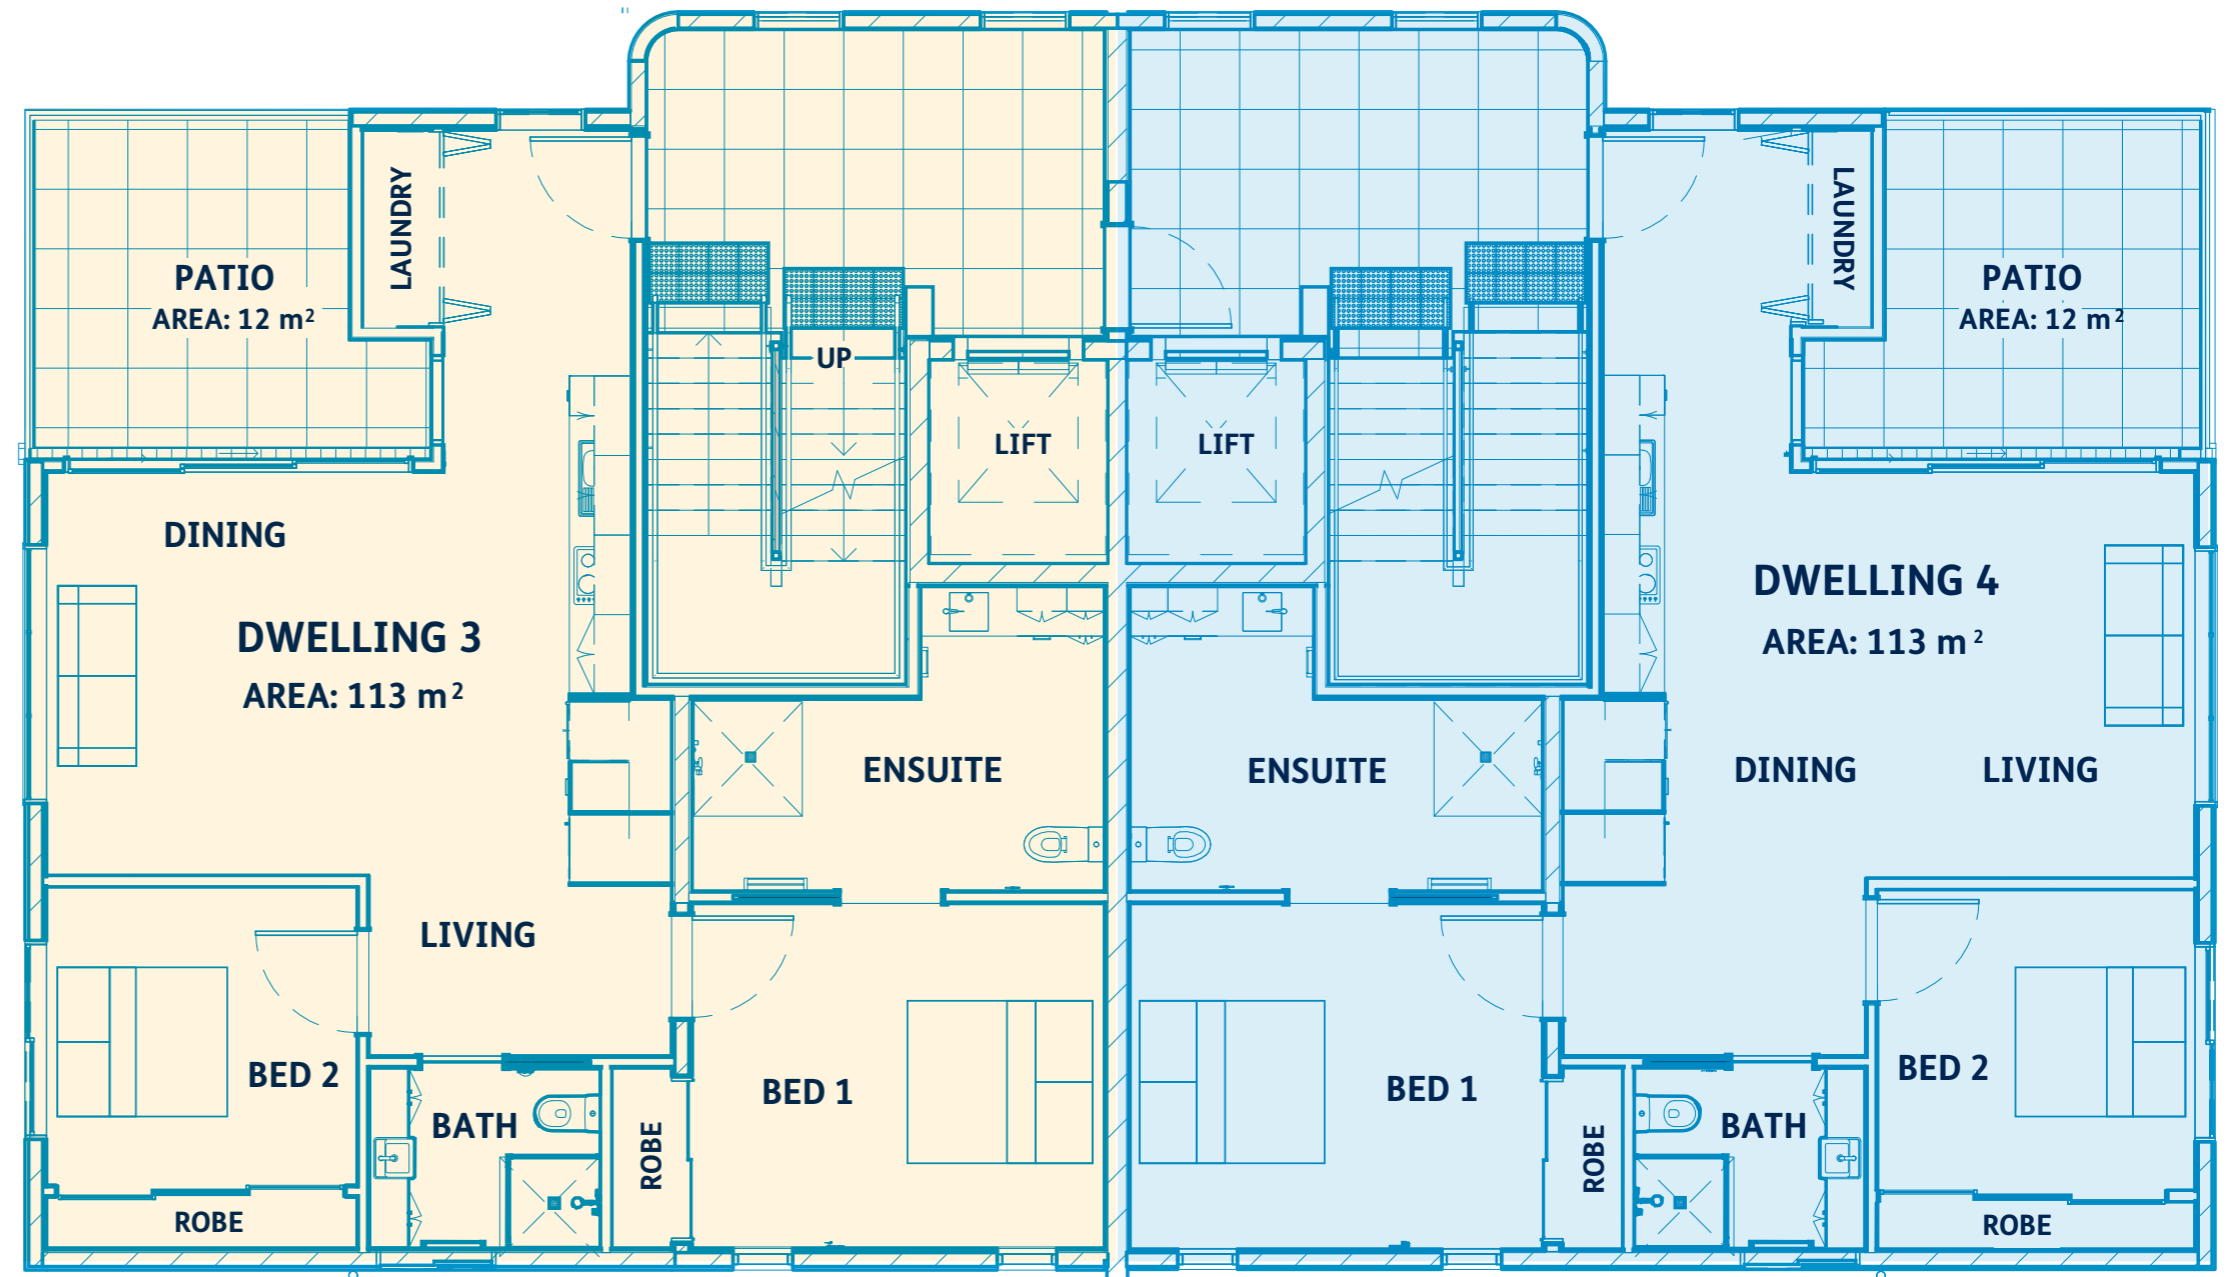 LAUNDRY
PATIO
AREA: 12 m²
UP
LIFT
DINING
DWELLING 3
AREA: 113 m²
ENSUITE
LIVING
BED 2
BATH
ROBE
BED 1
ROBE
LAUNDRY
PATIO
AREA: 12 m²
LIFT
DWELLING 4
AREA: 113 m²
ENSUITE
DINING
LIVING
BED 1
ROBE
BATH
BED 2
ROBE